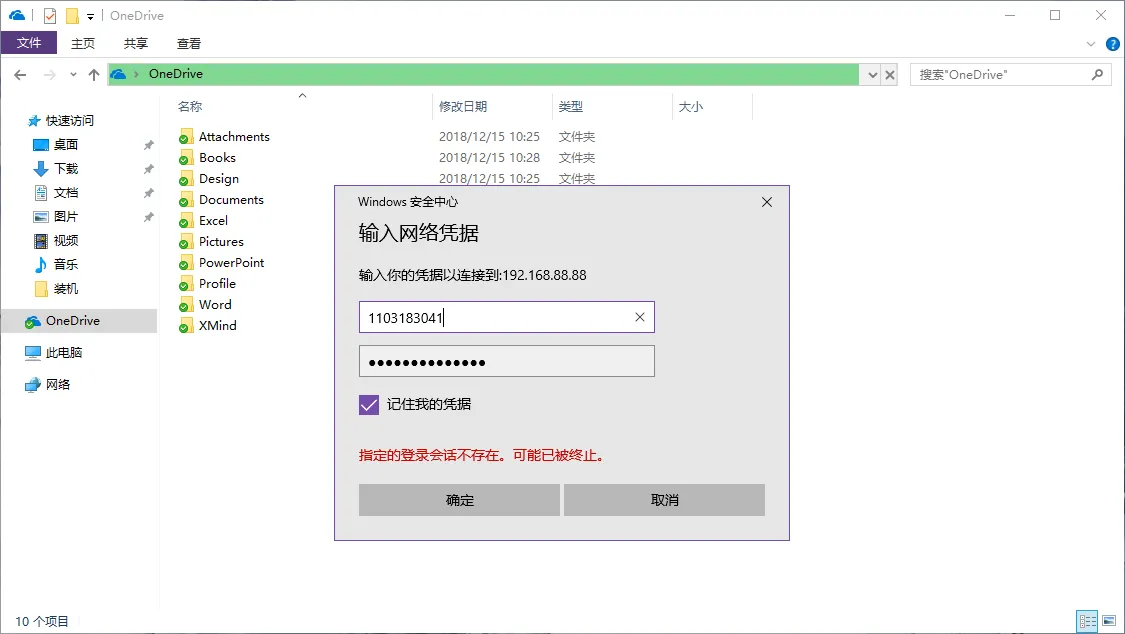 OneDrive
文件 主页 共享 查看
OneDrive 搜索"OneDrive"
名称 修改日期 类型 大小
快速访问
桌面
下载
文档
图片
视频
音乐
装机
OneDrive
此电脑
网络
Attachments 2018/12/15 10:25 文件夹
Books 2018/12/15 10:28 文件夹
Design 2018/12/15 10:25 文件夹
Documents
Excel
Pictures
PowerPoint
Profile
Word
XMind
Windows 安全中心
输入网络凭据
输入你的凭据以连接到:192.168.88.88
1103183041
记住我的凭据
指定的登录会话不存在。可能已被终止。
确定 取消
10 个项目